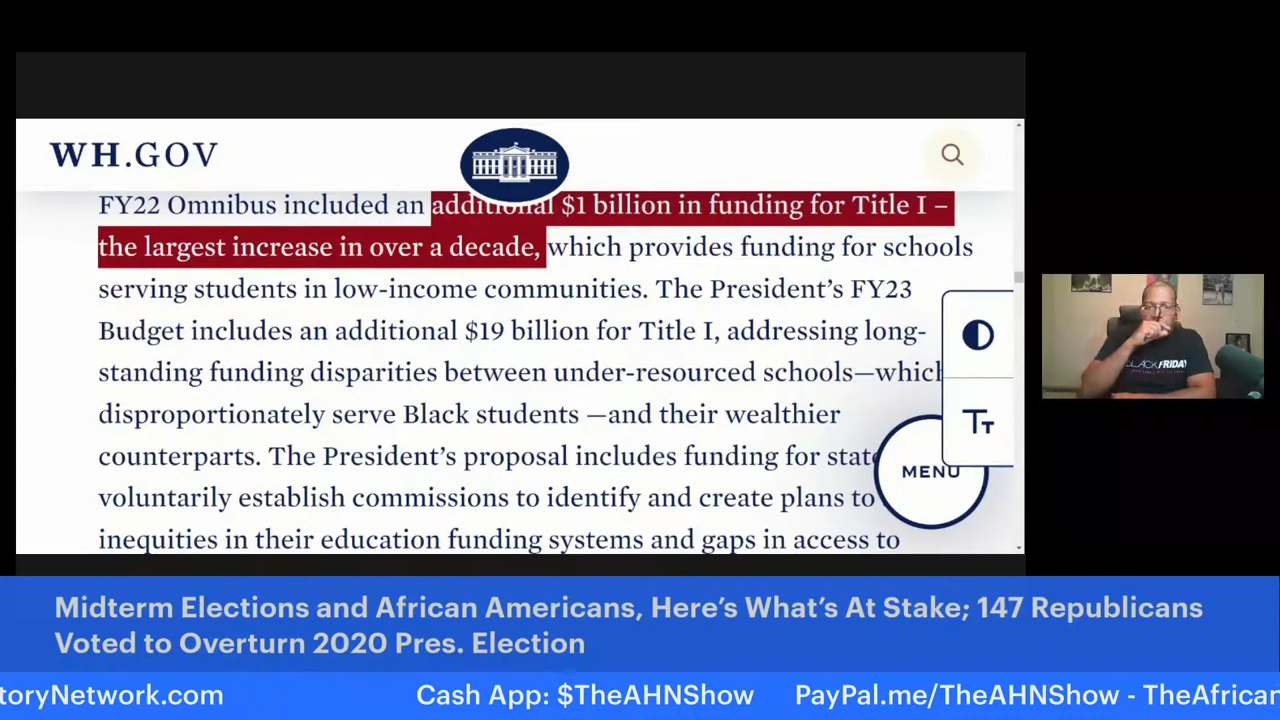 WH.GOV
FY22 Omnibus included an additional $1 billion in funding for Title I –
the largest increase in over a decade, which provides funding for schools
serving students in low-income communities. The President’s FY23
Budget includes an additional $19 billion for Title I, addressing long-
standing funding disparities between under-resourced schools—which
disproportionately serve Black students —and their wealthier
counterparts. The President’s proposal includes funding for state
voluntarily establish commissions to identify and create plans to
inequities in their education funding systems and gaps in access to
TT
MENU
BLACK FRIDAY
Midterm Elections and African Americans, Here’s What’s At Stake; 147 Republicans
Voted to Overturn 2020 Pres. Election
toryNetwork.com Cash App: $TheAHNShow PayPal.me/TheAHNShow - TheAfrican